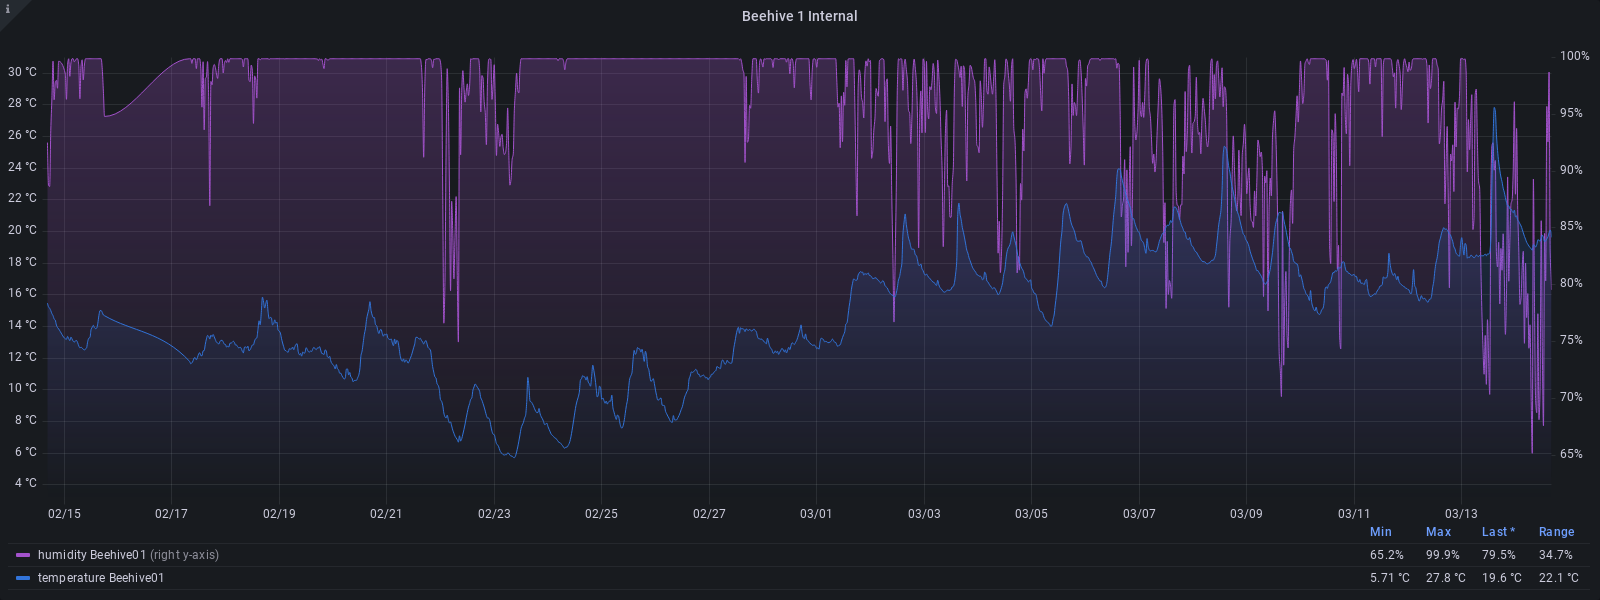 i
Beehive 1 Internal
30 °C
28 °C
26 °C
24 °C
22 °C
20 °C
18 °C
16 °C
14 °C
12 °C
10 °C
8 °C
6 °C
4 °C
100%
95%
90%
85%
80%
75%
70%
65%
02/15 02/17 02/19 02/21 02/23 02/25 02/27 03/01 03/03 03/05 03/07 03/09 03/11 03/13
Min Max Last * Range
humidity Beehive01 (right y-axis) 65.2% 99.9% 79.5% 34.7%
temperature Beehive01 5.71 °C 27.8 °C 19.6 °C 22.1 °C